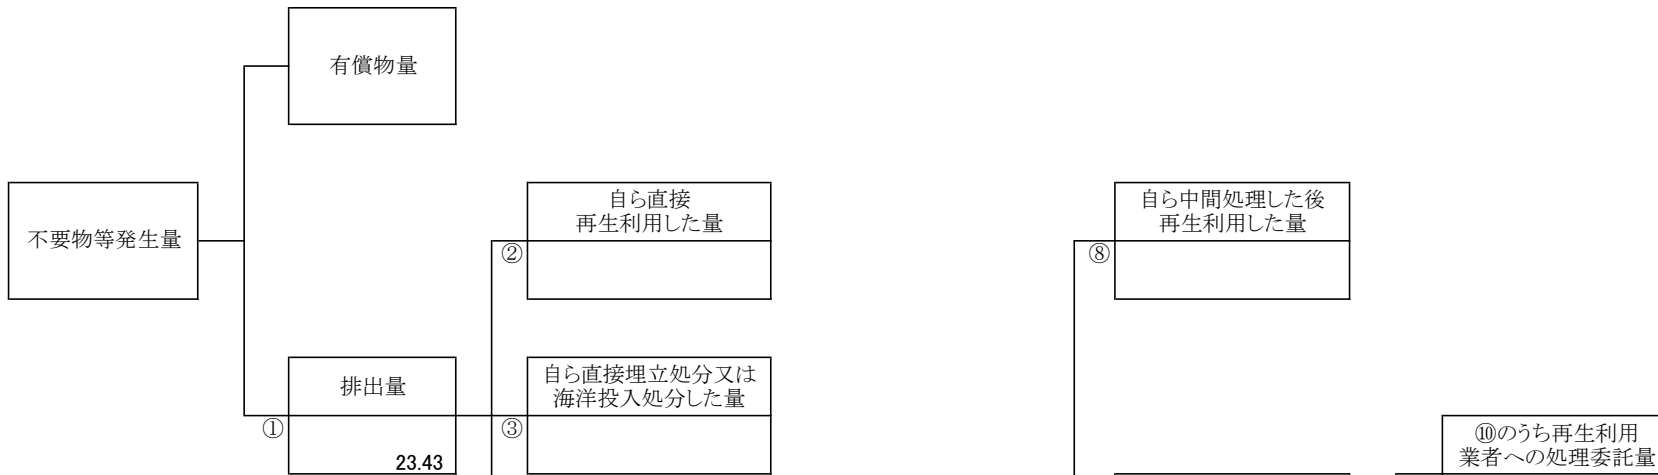 有償物量
不要物等発生量
自ら直接
再生利用した量
②
自ら中間処理した後
再生利用した量
⑧
排出量
①
23.43
自ら直接埋立処分又は
海洋投入処分した量
③
⑩のうち再生利用
業者への処理委託量